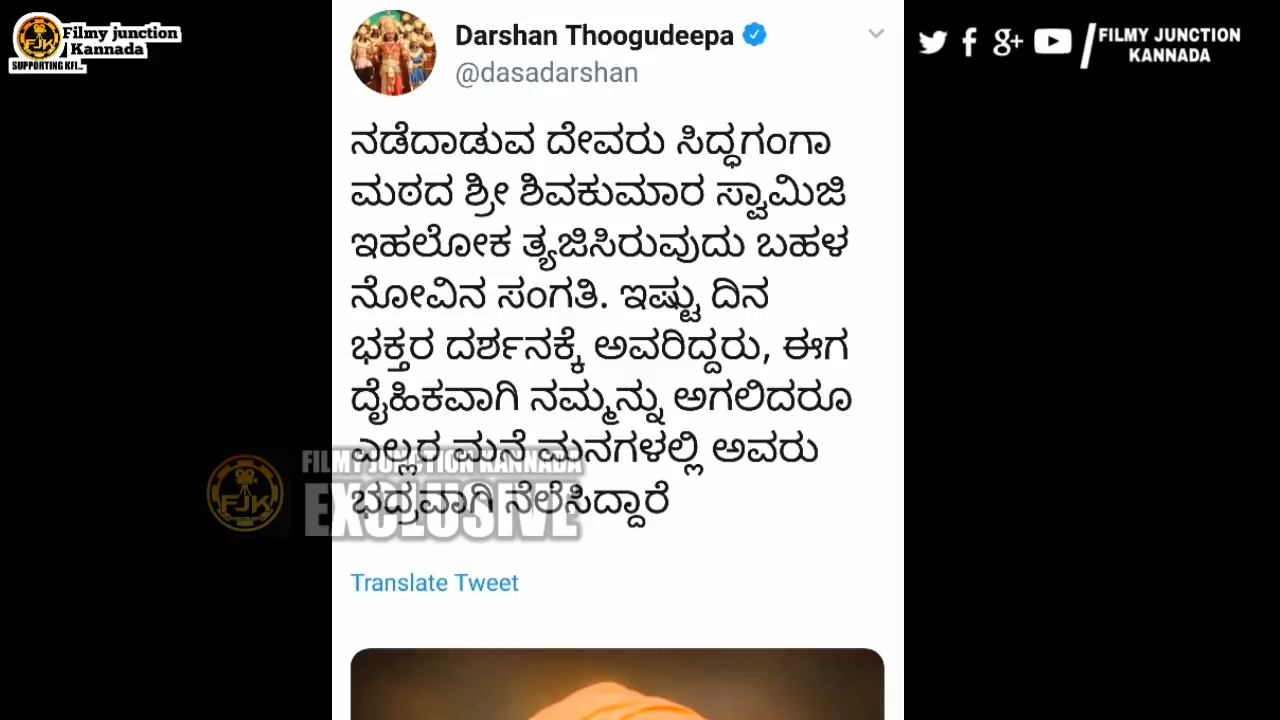 Filmy junction
Kannada
SUPPORTING KFI...
FJK
Darshan Thoogudeepa
@dasadarshan
FILMY JUNCTION
KANNADA
ನಡೆದಾಡುವ ದೇವರು ಸಿದ್ಧಗಂಗಾ
ಮಠದ ಶ್ರೀ ಶಿವಕುಮಾರ ಸ್ವಾಮಿಜಿ
ಇಹಲೋಕ ತ್ಯಜಿಸಿರುವುದು ಬಹಳ
ನೋವಿನ ಸಂಗತಿ. ಇಷ್ಟು ದಿನ
ಭಕ್ತರ ದರ್ಶನಕ್ಕೆ ಅವರಿದ್ದರು, ಈಗ
ದೈಹಿಕವಾಗಿ ನಮ್ಮನ್ನು ಅಗಲಿದರೂ
ಎಲ್ಲರ ಮನೆ ಮನಗಳಲ್ಲಿ ಅವರು
ಭದ್ರವಾಗಿ ನೆಲೆಸಿದ್ದಾರೆ
FJK
FILMY JUNCTION KANNADA
EXCLUSIVE
Translate Tweet